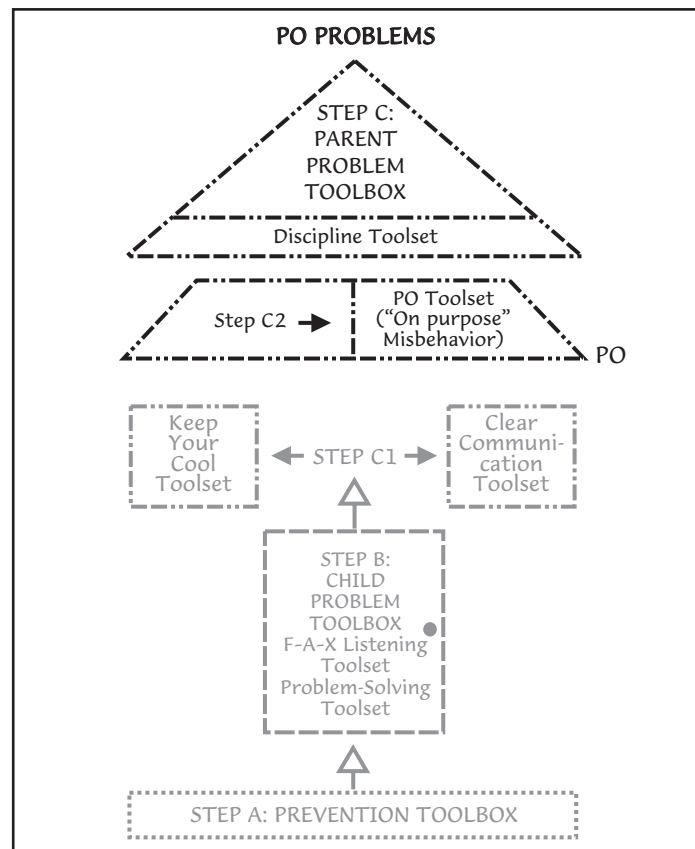 PO PROBLEMS
STEP C:
PARENT
PROBLEM
TOOLBOX
Discipline Toolset
Step C2
PO Toolset
(“On purpose”
Misbehavior)
PO
Keep
Your
Cool
Toolset
STEP C1
Clear
Communi-
cation
Toolset
STEP B:
CHILD
PROBLEM
TOOLBOX
F-A-X Listening
Toolset
Problem-Solving
Toolset
STEP A: PREVENTION TOOLBOX